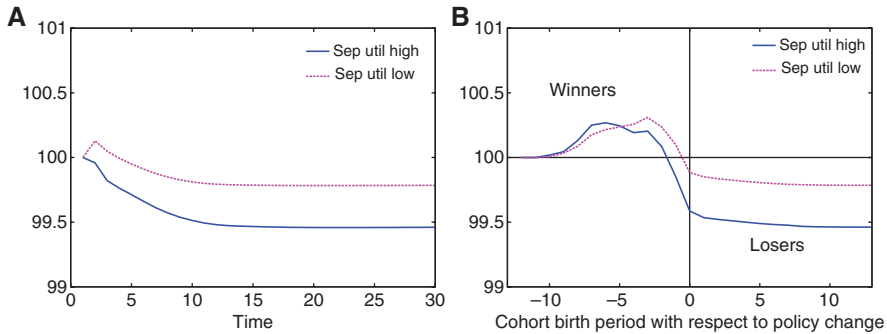 A
101
100.5
100
99.5
99
0
5
10
15
20
25
30
Time
Sep util high
Sep util low
B
101
100.5
100
99.5
99
−10
−5
0
5
10
Cohort birth period with respect to policy change
Sep util high
Sep util low
Winners
Losers